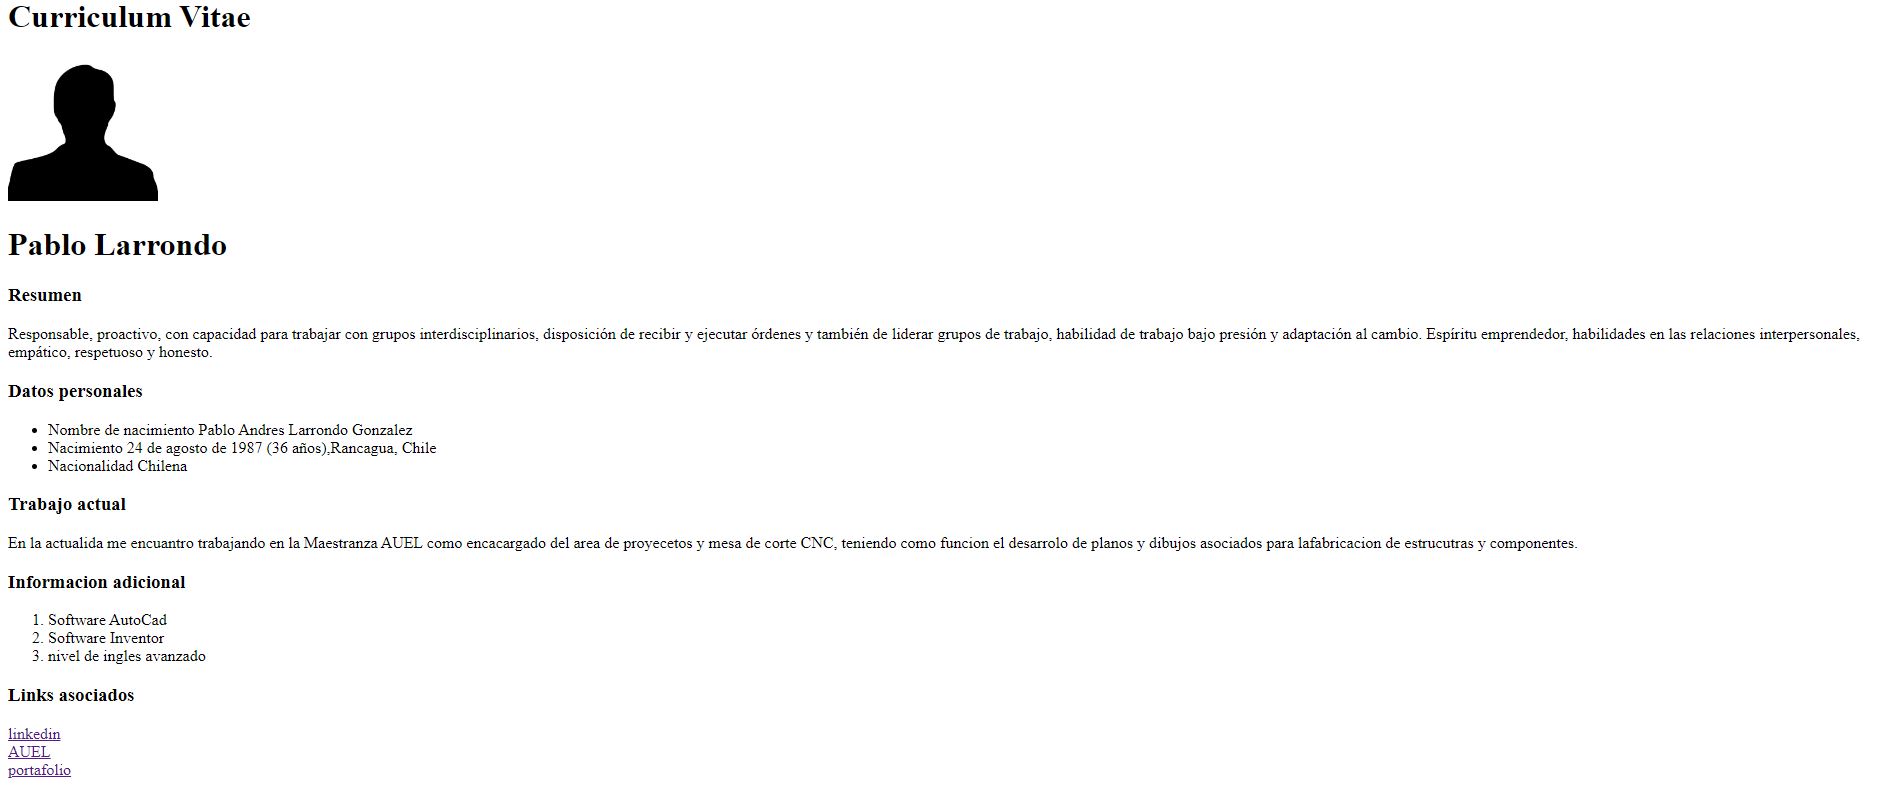 Curriculum Vitae
Pablo Larrondo
Resumen
Responsable, proactivo, con capacidad para trabajar con grupos interdisciplinarios, disposición de recibir y ejecutar órdenes y también de liderar grupos de trabajo, habilidad de trabajo bajo presión y adaptación al cambio. Espíritu emprendedor, habilidades en las relaciones interpersonales,
empático, respetuoso y honesto.
Datos personales
• Nombre de nacimiento Pablo Andres Larrondo Gonzalez
• Nacimiento 24 de agosto de 1987 (36 años),Rancagua, Chile
• Nacionalidad Chilena
Trabajo actual
En la actualida me encuantro trabajando en la Maestranza AUEL como encacargado del area de proyecetos y mesa de corte CNC, teniendo como funcion el desarrolo de planos y dibujos asociados para lafabricacion de estrucutras y componentes.
Informacion adicional
1. Software AutoCad
2. Software Inventor
3. nivel de ingles avanzado
Links asociados
linkedin
AUEL
portafolio